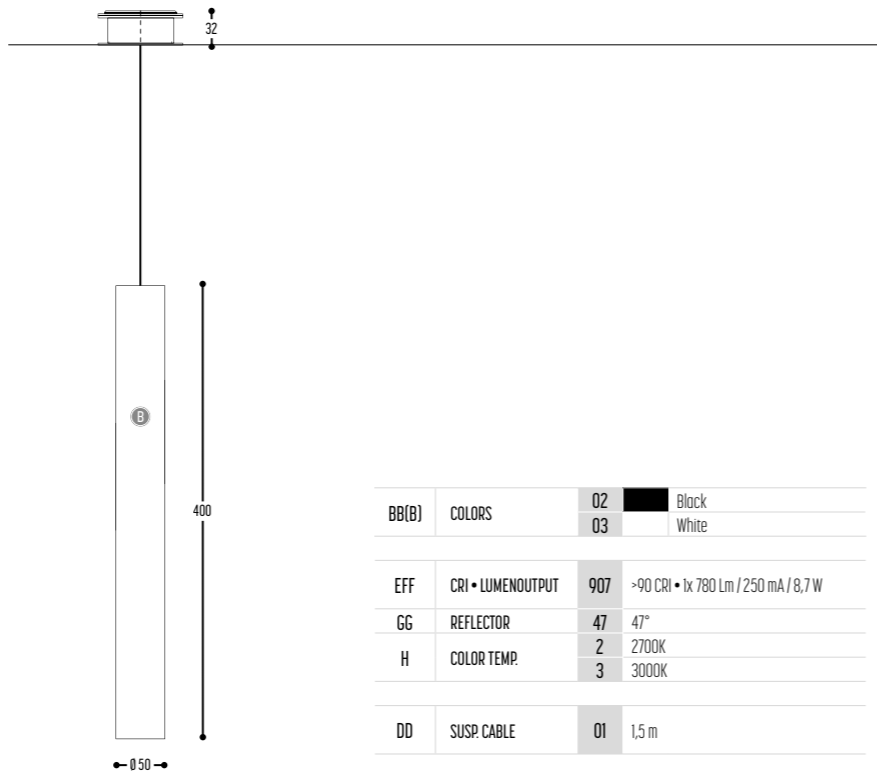 32
B
400
Ø 50
BB(B) COLORS 02 Black
03 White
EFF CRI • LUMENOUTPUT 907 >90 CRI • 1x 780 Lm / 250 mA / 8,7 W
GG REFLECTOR 47 47°
H COLOR TEMP. 2 2700K
3 3000K
DD SUSP. CABLE 01 1,5 m